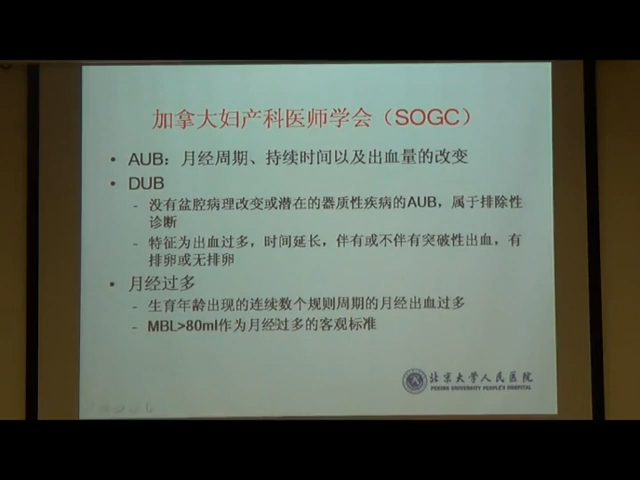 加拿大妇产科医师学会（SOGC）
• AUB：月经周期、持续时间以及出血量的改变
• DUB
- 没有盆腔病理改变或潜在的器质性疾病的AUB，属于排除性
诊断
- 特征为出血过多，时间延长，伴有或不伴有突破性出血，有
排卵或无排卵
• 月经过多
- 生育年龄出现的连续数个规则周期的月经出血过多
- MBL>80ml作为月经过多的客观标准
北京大学人民医院
PEKING UNIVERSITY PEOPLE'S HOSPITAL